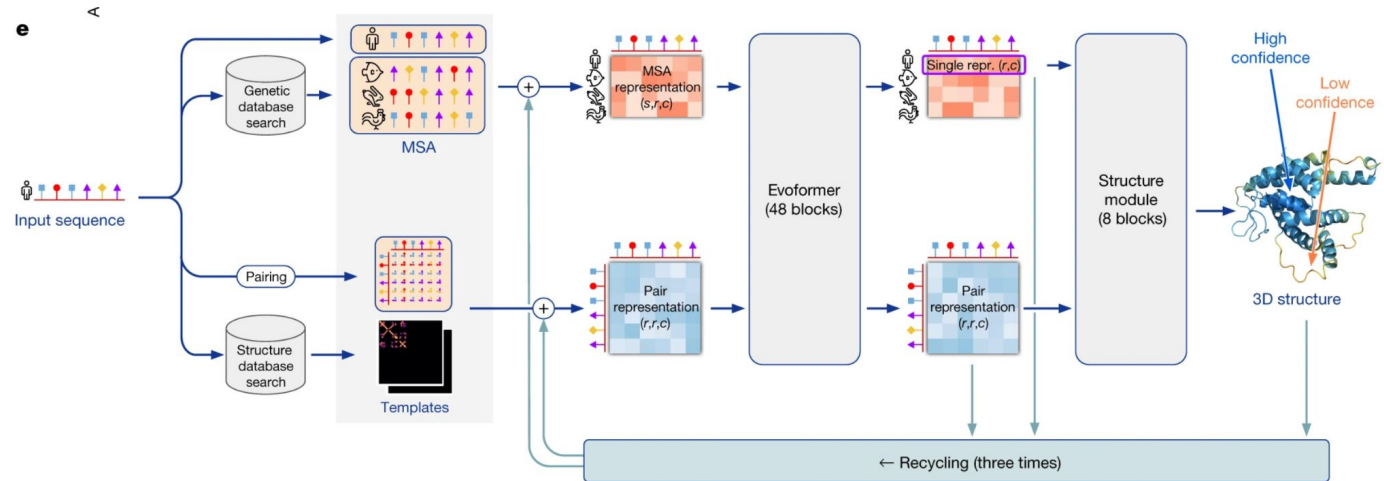 e
A
Input sequence
Genetic
database
search
MSA
Pairing
Structure
database
search
Templates
MSA
representation
(s,r,c)
Pair
representation
(r,r,c)
Evoformer
(48 blocks)
Single repr. (r,c)
Pair
representation
(r,r,c)
Structure
module
(8 blocks)
High
confidence
Low
confidence
3D structure
← Recycling (three times)